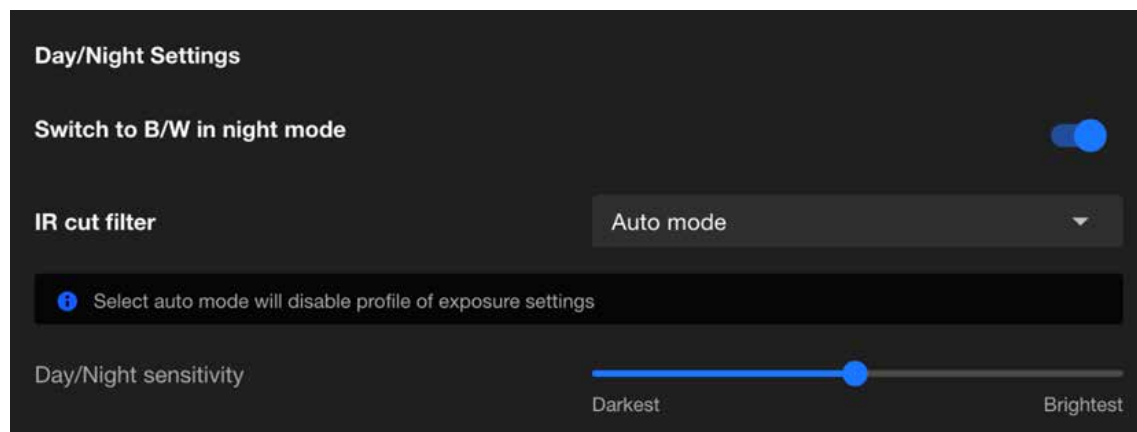 Day/Night Settings
Switch to B/W in night mode
IR cut filter
Auto mode
Select auto mode will disable profile of exposure settings
Day/Night sensitivity
Darkest
Brightest